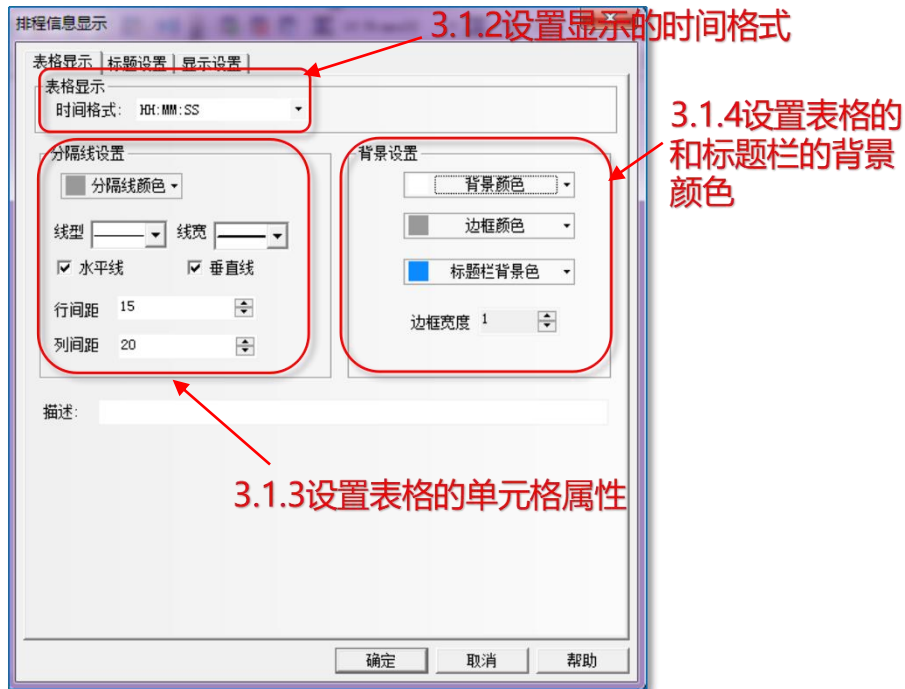 排程信息显示
3.1.2设置显示的时间格式
表格显示 标题设置 显示设置
表格显示
时间格式: HH:MM:SS
3.1.4设置表格的
和标题栏的背景
颜色
分隔线设置
分隔线颜色
线型 线宽
水平线 垂直线
行间距 15
列间距 20
背景设置
背景颜色
边框颜色
标题栏背景色
边框宽度 1
描述:
3.1.3设置表格的单元格属性
确定 取消 帮助